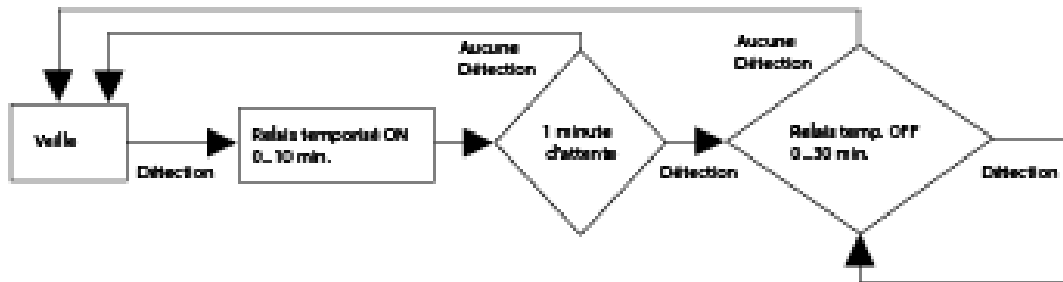 Aucune
Détection
Aucune
Détection
Veille
Relais temporisé ON
0...10 min.
1 minute
d'attente
Relais temp. OFF
0...30 min.
Détection
Détection
Détection